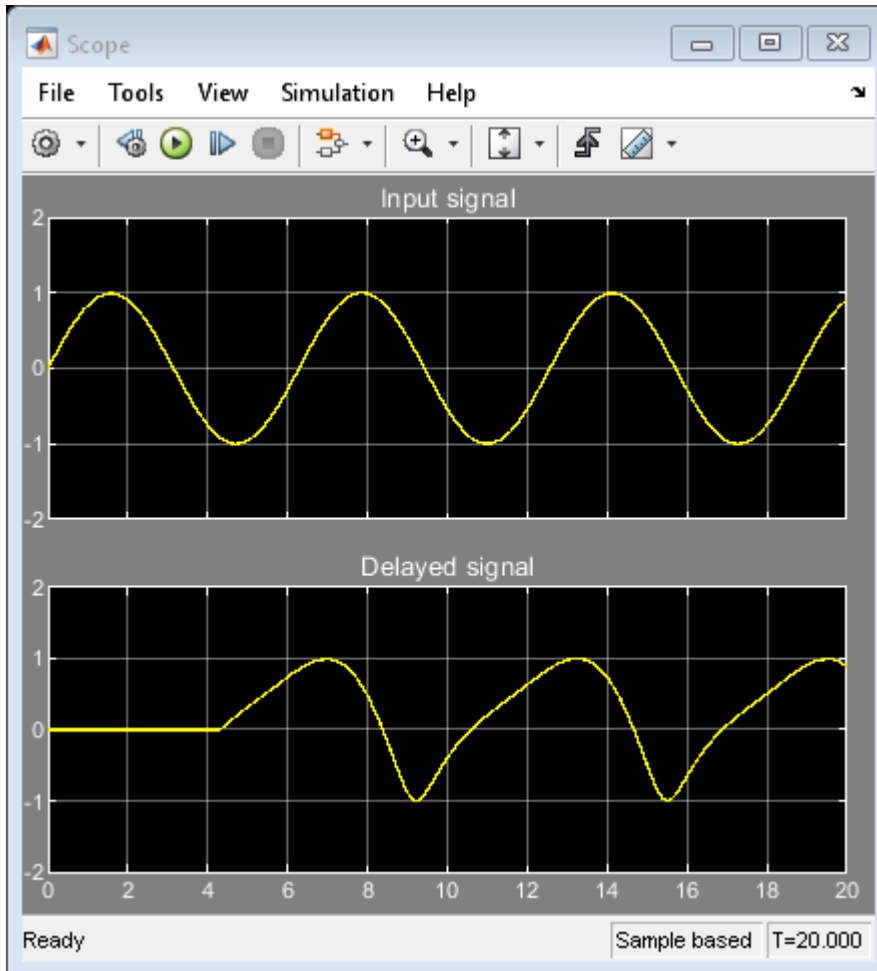 Scope
File Tools View Simulation Help
Input signal
2
1
0
-1
-2
Delayed signal
2
1
0
-1
-2
0 2 4 6 8 10 12 14 16 18 20
Ready Sample based T=20.000